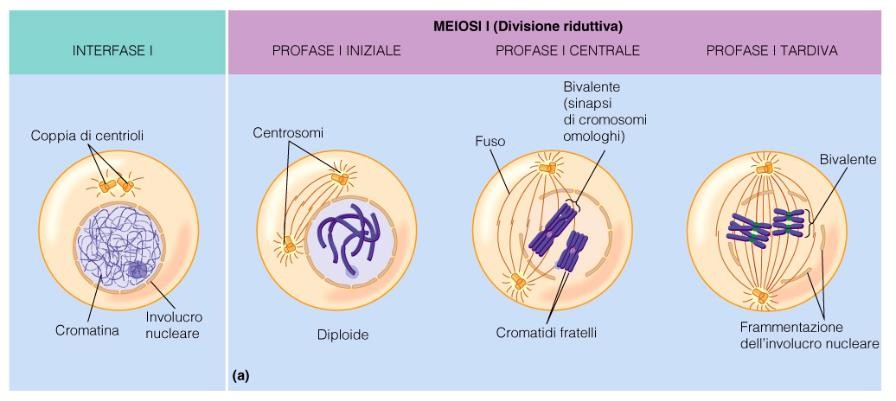 MEIOSI I (Divisione riduttiva)
INTERFASE I
PROFASE I INIZIALE
PROFASE I CENTRALE
PROFASE I TARDIVA
Coppia di centrioli
Cromatina
Involucro
nucleare
Centrosomi
Diploide
Fuso
Bivalente
(sinapsi
di cromosomi
omologhi)
Cromatidi fratelli
Bivalente
Frammentazione
dell'involucro nucleare
(a)